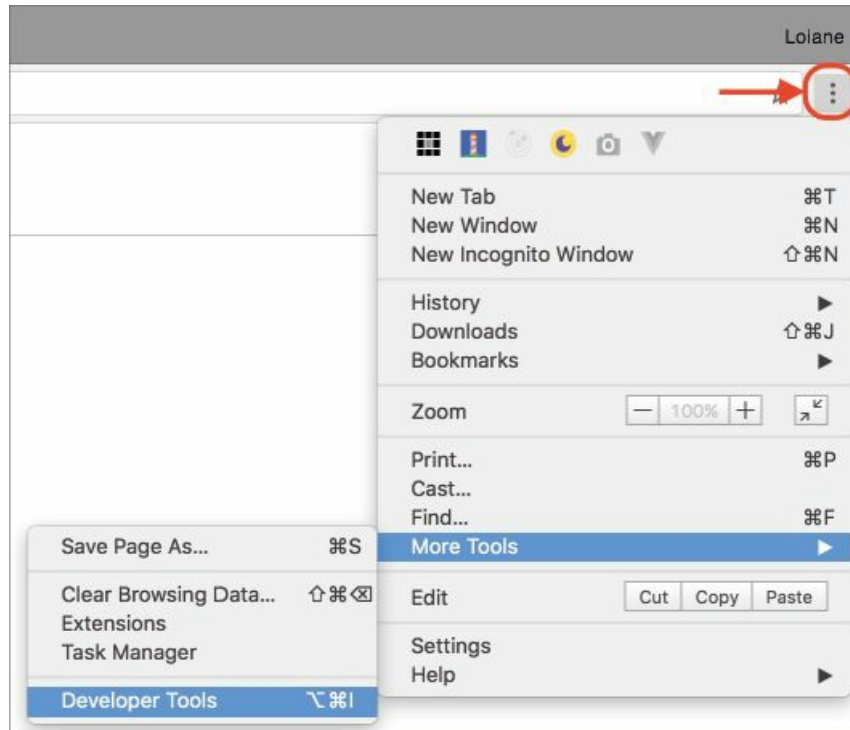 Loiane
New Tab ⌘T
New Window ⌘N
New Incognito Window ⇧⌘N
History ▶
Downloads ⇧⌘J
Bookmarks ▶
Zoom − 100% +
Print... ⌘P
Cast...
Find... ⌘F
More Tools ▶
Edit Cut Copy Paste
Settings
Help ▶
Save Page As... ⌘S
Clear Browsing Data... ⇧⌘⌫
Extensions
Task Manager
Developer Tools ⌥⌘I